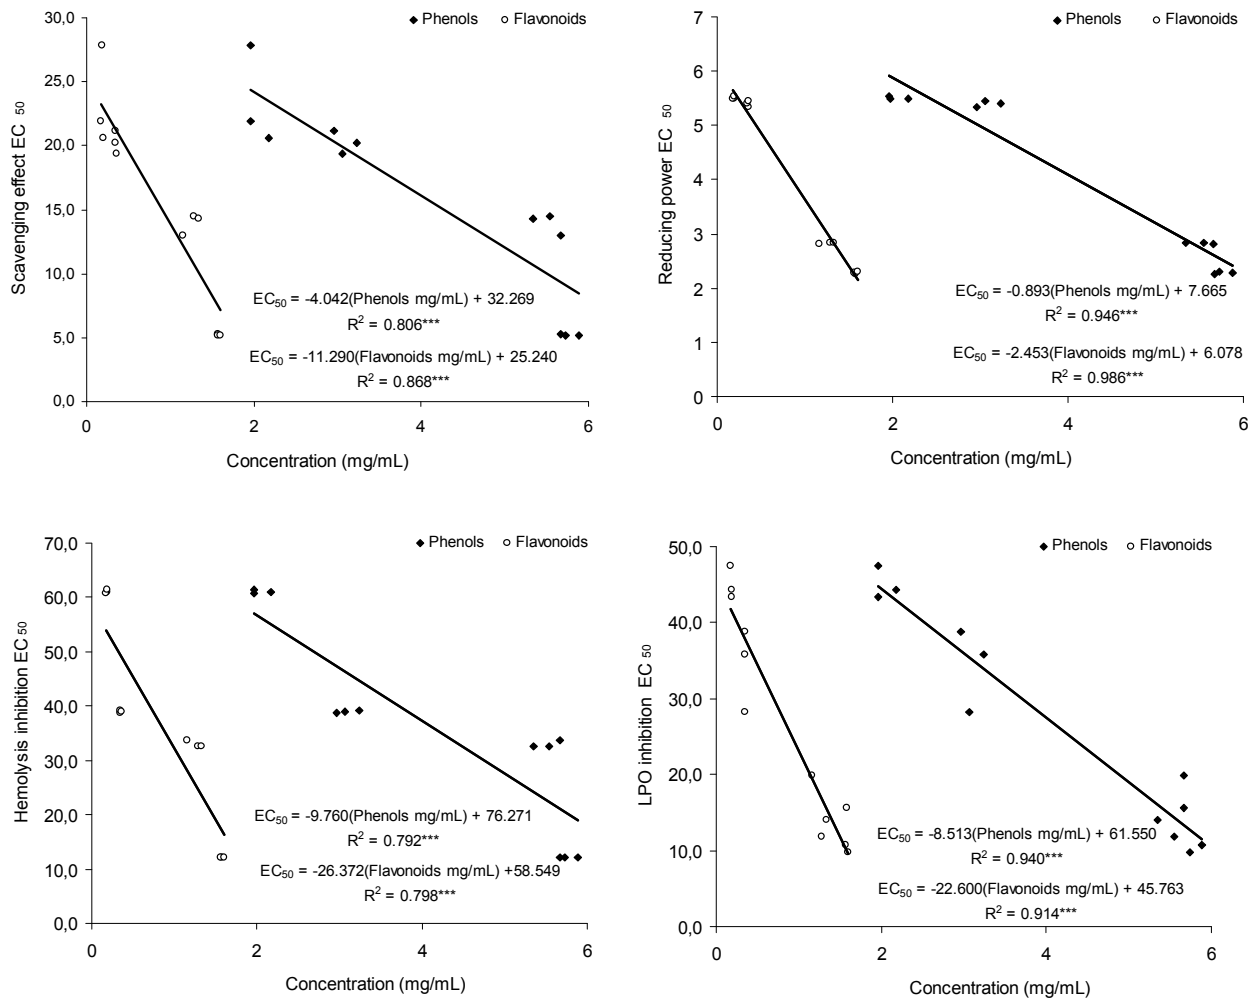 30,0
25,0
20,0
15,0
10,0
5,0
0,0
Scavenging effect EC 50
Phenols Flavonoids
EC50 = -4.042(Phenols mg/mL) + 32.269
R2 = 0.806***
EC50 = -11.290(Flavonoids mg/mL) + 25.240
R2 = 0.868***
0 2 4 6
Concentration (mg/mL)
7
6
5
4
3
2
1
0
Reducing power EC 50
Phenols Flavonoids
EC50 = -0.893(Phenols mg/mL) + 7.665
R2 = 0.946***
EC50 = -2.453(Flavonoids mg/mL) + 6.078
R2 = 0.986***
0 2 4 6
Concentration (mg/mL)
70,0
60,0
50,0
40,0
30,0
20,0
10,0
0,0
Hemolysis inhibition EC 50
Phenols Flavonoids
EC50 = -9.760(Phenols mg/mL) + 76.271
R2 = 0.792***
EC50 = -26.372(Flavonoids mg/mL) +58.549
R2 = 0.798***
0 2 4 6
Concentration (mg/mL)
50,0
40,0
30,0
20,0
10,0
0,0
LPO inhibition EC 50
Phenols Flavonoids
EC50 = -8.513(Phenols mg/mL) + 61.550
R2 = 0.940***
EC50 = -22.600(Flavonoids mg/mL) + 45.763
R2 = 0.914***
0 2 4 6
Concentration (mg/mL)